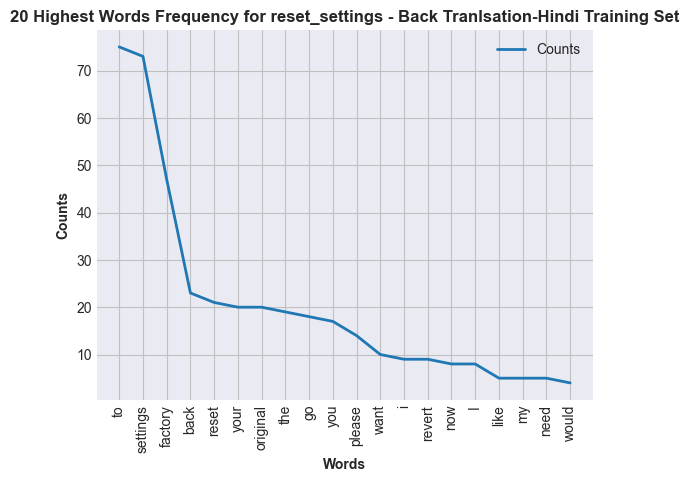 20 Highest Words Frequency for reset_settings - Back Tranlsation-Hindi Training Set
Counts
70
60
50
40
30
20
10
Counts
to
settings
factory
back
reset
your
original
the
go
you
please
want
i
revert
now
I
like
my
need
would
Words